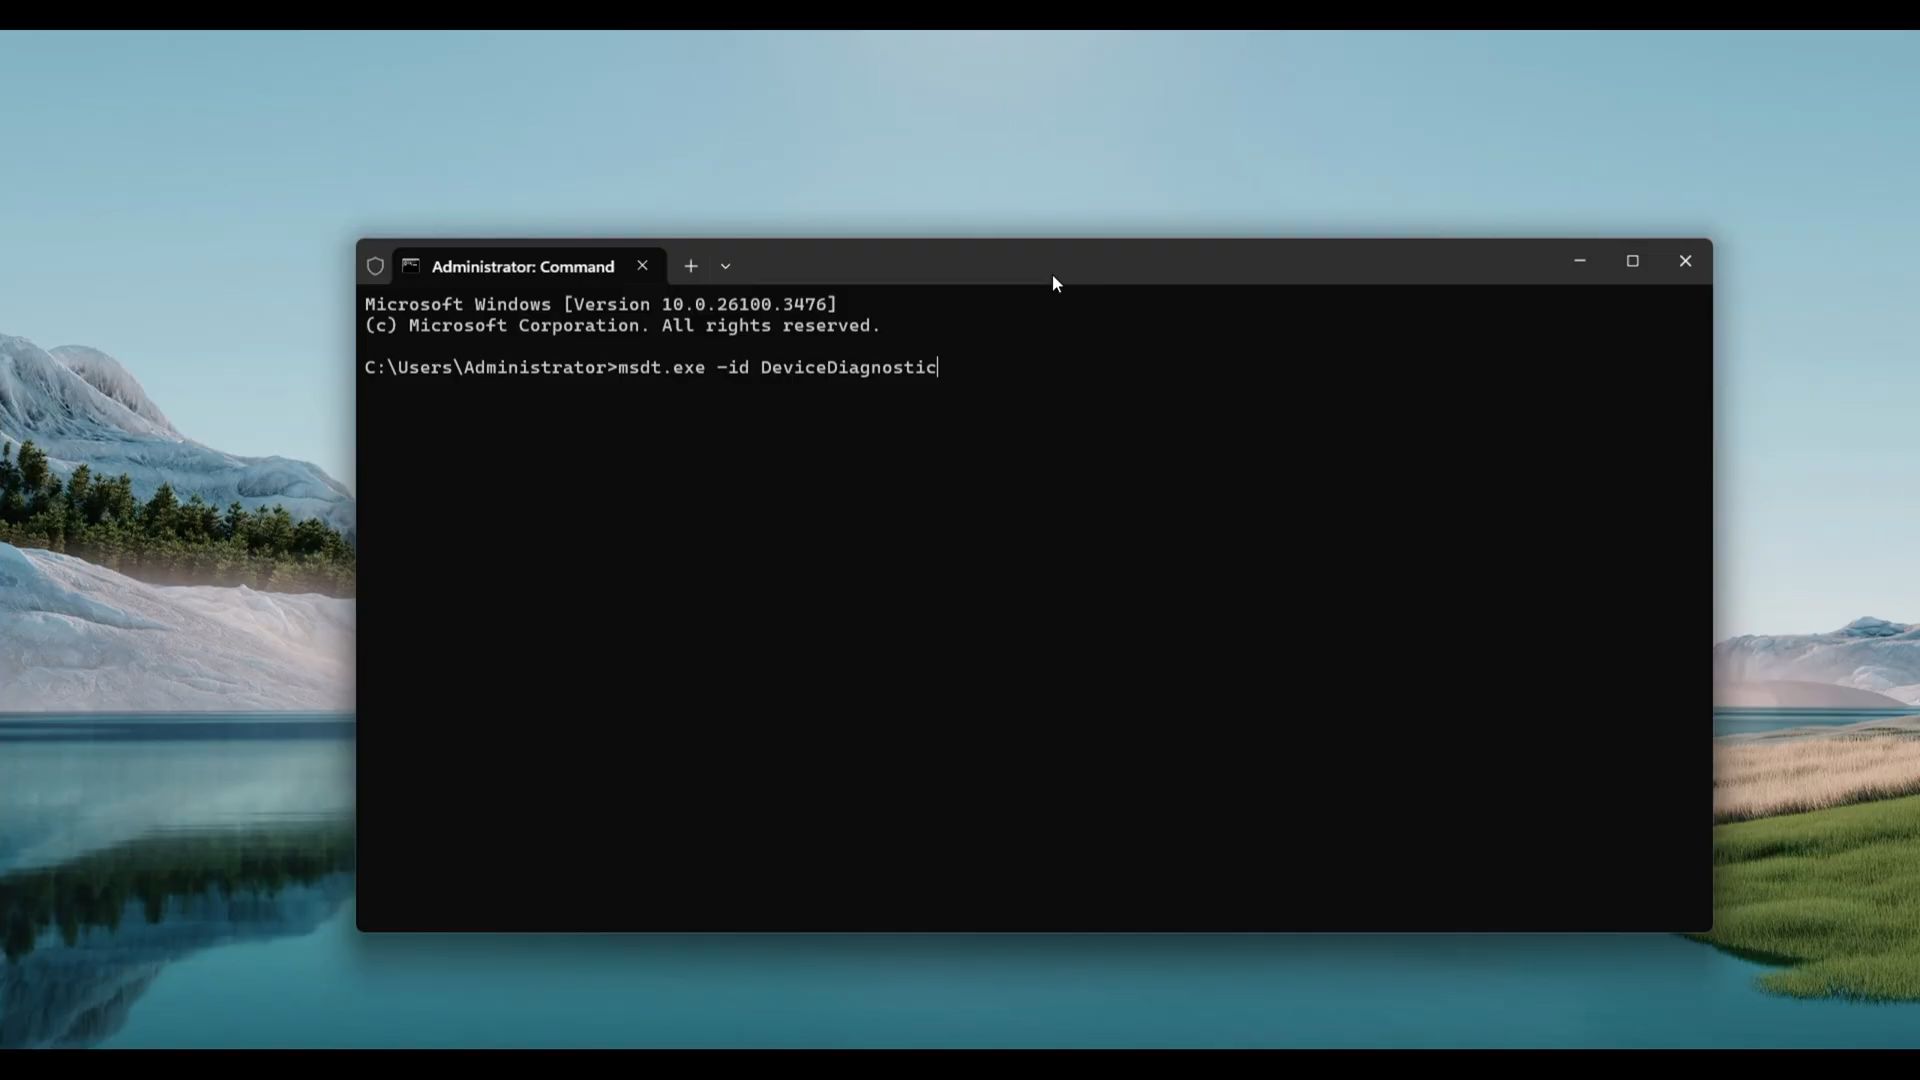 Administrator: Command
Microsoft Windows [Version 10.0.26100.3476]
(c) Microsoft Corporation. All rights reserved.
C:\Users\Administrator>msdt.exe -id DeviceDiagnostic